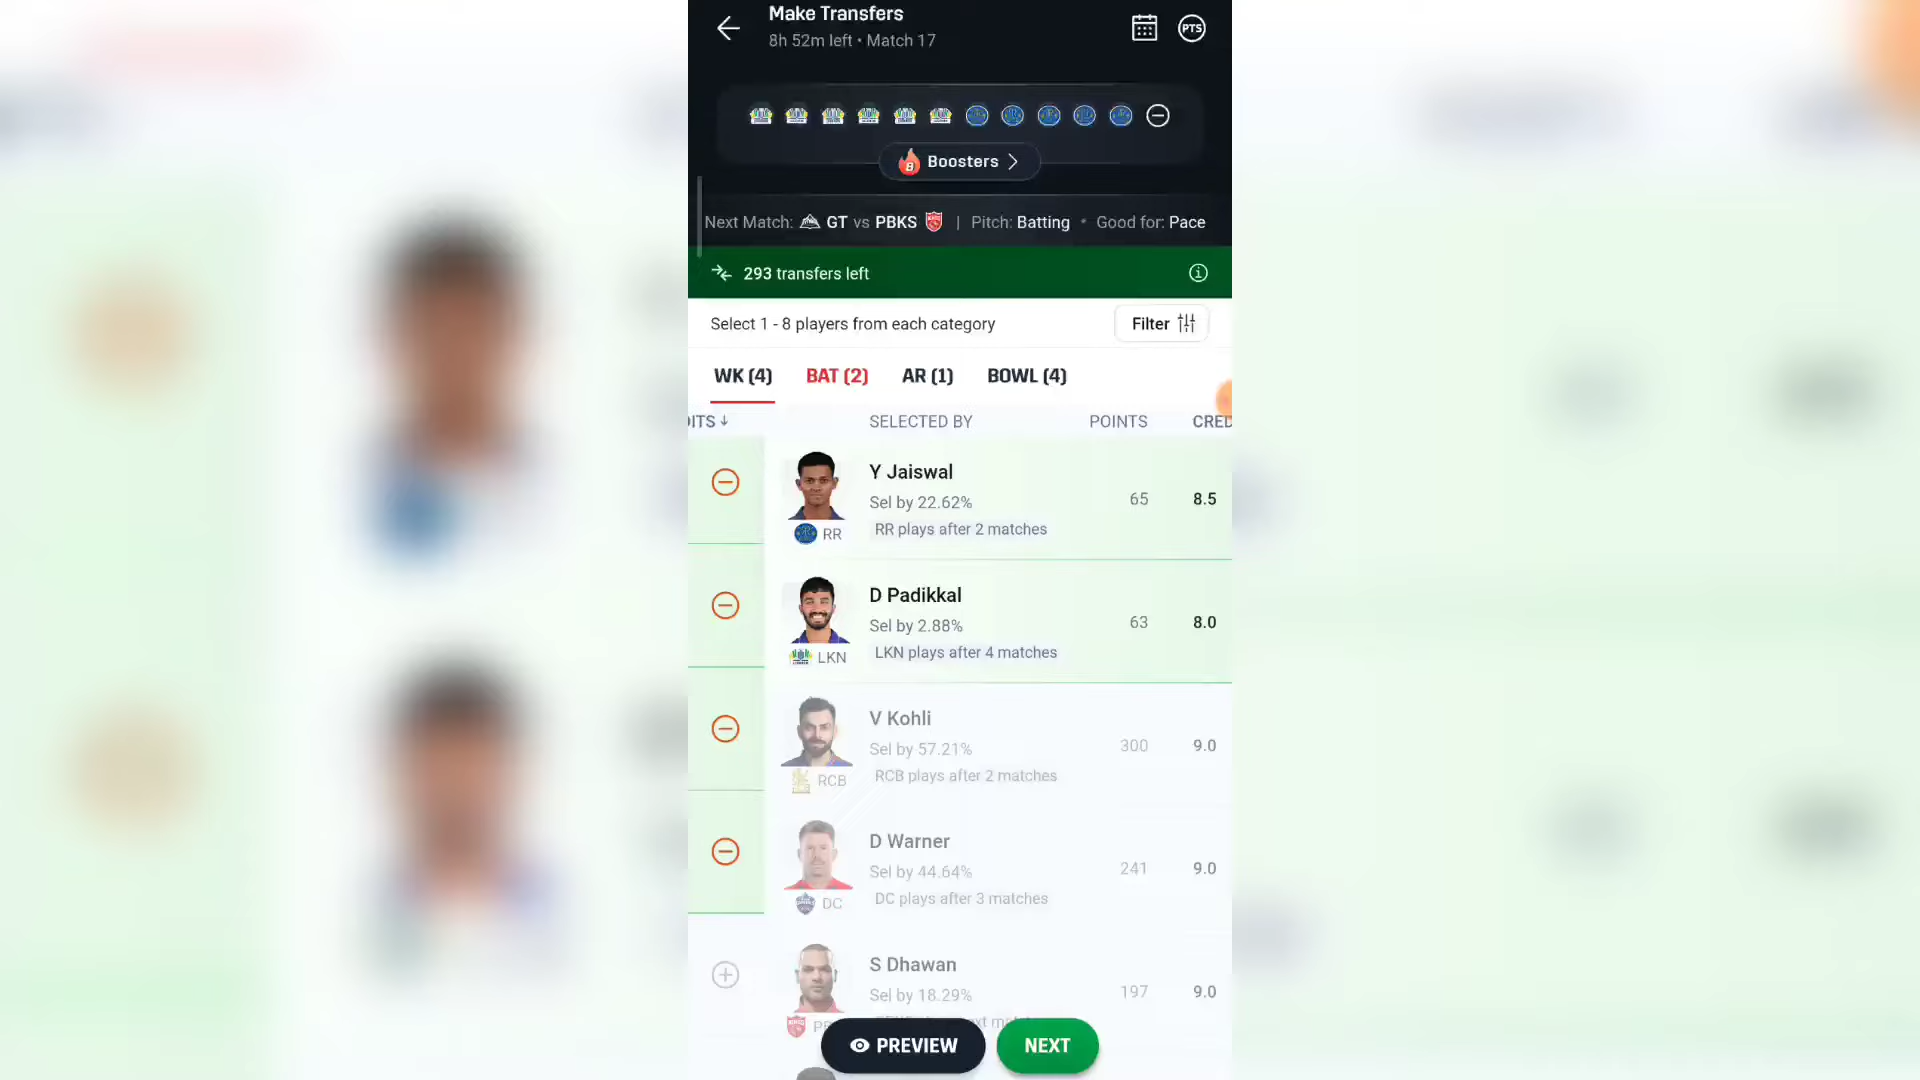 Make Transfers
8h 52m left • Match 17
PTS
Boosters
Next Match: GT vs PBKS | Pitch: Batting • Good for: Pace
293 transfers left
Select 1 - 8 players from each category
Filter
WK (4) BAT (2) AR (1) BOWL (4)
DITS ↓ SELECTED BY POINTS CRED
Y Jaiswal
Sel by 22.62% 65 8.5
RR RR plays after 2 matches
D Padikkal
Sel by 2.88% 63 8.0
LKN LKN plays after 4 matches
V Kohli
Sel by 57.21% 300 9.0
RCB RCB plays after 2 matches
D Warner
Sel by 44.64% 241 9.0
DC DC plays after 3 matches
S Dhawan
Sel by 18.29% 197 9.0
PREVIEW NEXT